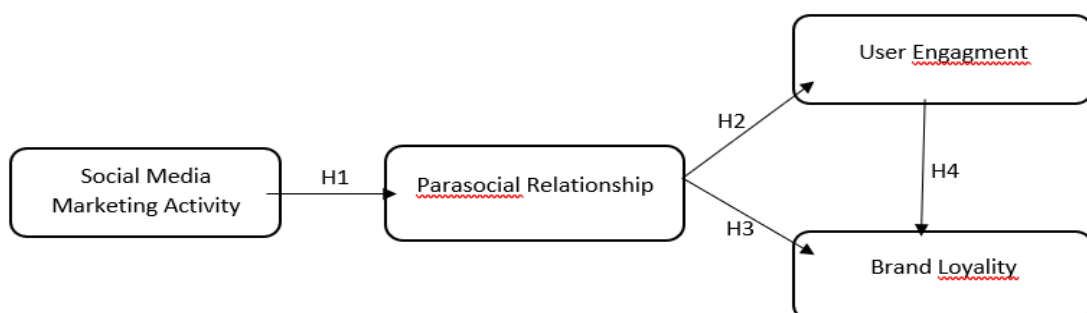 User Engagment
H2
Social Media
Marketing Activity
H1
Parasocial Relationship
H4
H3
Brand Loyality